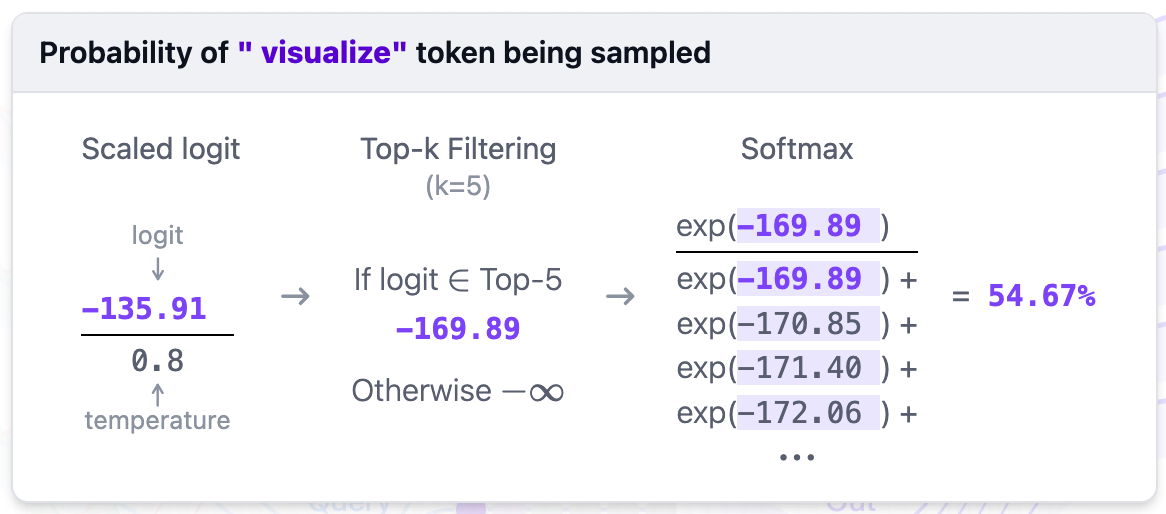 Probability of " visualize" token being sampled
Scaled logit
logit
↓
−135.91
0.8
↑
temperature
→
Top-k Filtering
(k=5)
If logit ∈ Top-5
−169.89
Otherwise −∞
→
Softmax
exp(−169.89 )
exp(−169.89 ) +
exp(−170.85 ) +
exp(−171.40 ) +
exp(−172.06 ) +
...
= 54.67%
Query
Out